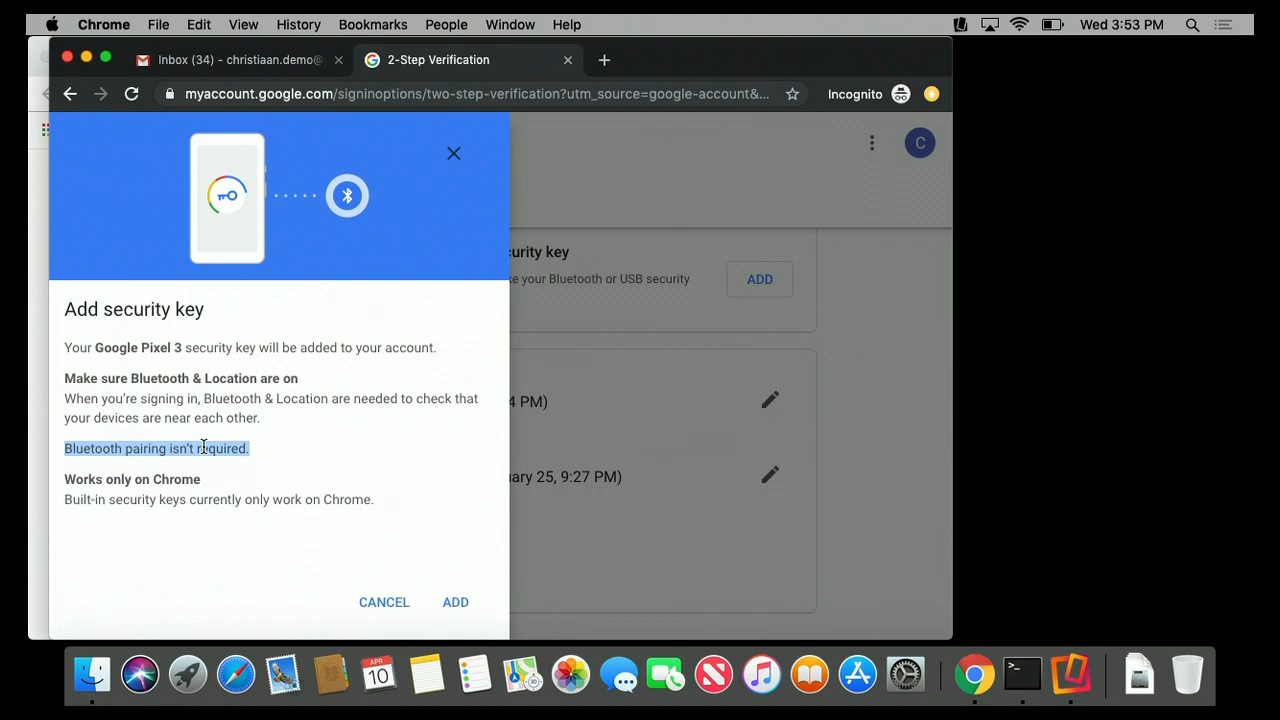 Chrome File Edit View History Bookmarks People Window Help Wed 3:53 PM
Inbox (34) - christiaan.demo@ 2-Step Verification
myaccount.google.com/signinoptions/two-step-verification?utm_source=google-account&... Incognito
C
Add security key
Your Google Pixel 3 security key will be added to your account.
Make sure Bluetooth & Location are on
When you're signing in, Bluetooth & Location are needed to check that
your devices are near each other.
Bluetooth pairing isn't required.
Works only on Chrome
Built-in security keys currently only work on Chrome.
CANCEL ADD
curity key
ke your Bluetooth or USB security
ADD
4 PM)
ary 25, 9:27 PM)
APR
10